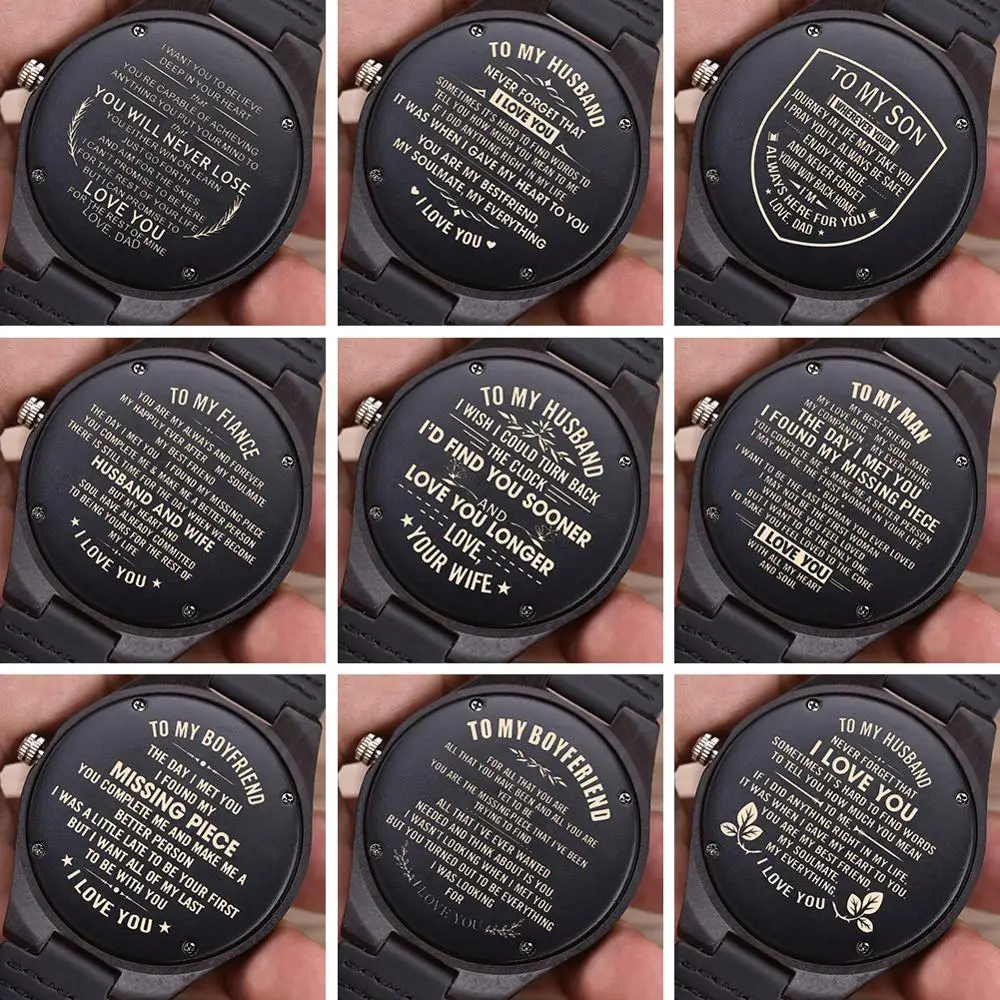 I WANT YOU TO BELIEVE
DEEP IN YOUR HEART
that
YOU'RE CAPABLE OF ACHIEVING
ANYTHING YOU PUT YOUR MIND TO
that
YOU WILL NEVER LOSE
YOU EITHER WIN OR LEARN
JUST GO FORTH
AND AIM FOR THE SKIES
I CAN'T PROMISE TO BE HERE
FOR THE REST OF YOUR LIFE
BUT I CAN PROMISE TO
LOVE YOU
FOR THE REST OF MINE
LOVE, DAD
TO MY HUSBAND
NEVER FORGET THAT
I LOVE YOU
SOMETIMES IT'S HARD TO FIND WORDS TO
TELL YOU HOW MUCH YOU MEAN TO ME.
IF I DID ANYTHING RIGHT IN MY LIFE,
IT WAS WHEN I GAVE MY HEART TO YOU
YOU ARE MY BESTFRIEND,
MY SOULMATE, MY EVERYTHING
I LOVE YOU
TO MY SON
WHEREVER YOUR
JOURNEY IN LIFE MAY TAKE YOU
I PRAY YOU'LL ALWAYS BE SAFE
ENJOY THE RIDE
AND NEVER FORGET
YOUR WAY BACK HOME
I'M
ALWAYS HERE FOR YOU
LOVE, DAD
TO MY FIANCE
YOU ARE MY ALWAYS AND FOREVER
MY HAPPILY EVER AFTER MY SOULMATE
MY BEST FRIEND
THE DAY I MET YOU I FOUND MY MISSING PIECE
YOU COMPLETE ME & MAKE ME A BETTER PERSON
THERE IS STILL TIME FOR THE DAY WHEN WE BECOME
HUSBAND AND WIFE
BUT MY HEART AND
SOUL HAVE ALREADY COMMITTED
TO BEING YOURS FOR THE REST OF
MY LIFE.
I LOVE YOU
TO MY HUSBAND
I WISH I COULD TURN BACK
THE CLOCK
I'D FIND YOU SOONER
AND
LOVE YOU LONGER
LOVE,
YOUR WIFE
TO MY MAN
MY BEST FRIEND
MY LOVE BUG MY SOUL MATE
MY COMPANION MY EVERYTHING
THE DAY I MET YOU
I FOUND MY MISSING PIECE
YOU COMPLETE ME & MAKE ME A BETTER PERSON
I MAY NOT BE THE FIRST WOMAN IN YOUR LIFE
BUT
I WANT TO BE THE LAST WOMAN YOU EVER LOVED
I MAY NOT BE THE FIRST WOMAN
WHO MADE YOU FEEL LOVED
BUT I WANT TO BE THE ONLY ONE
TO MAKE YOU FEEL LOVED TO THE CORE
I LOVE YOU
WITH ALL MY HEART
AND SOUL
TO MY BOYFRIEND
THE DAY I MET YOU
I FOUND MY
MISSING PIECE
YOU COMPLETE ME AND MAKE ME A
BETTER PERSON
I WAS A LITTLE LATE TO BE YOUR FIRST
BUT I WANT ALL OF MY LAST
TO BE WITH YOU
I LOVE YOU
TO MY BOYFERIEND
FOR ALL THAT YOU ARE
ALL THAT YOU HAVE BEEN AND ALL YOU ARE
YET TO BE
YOU ARE THE MISSING PIECE THAT I'VE BEEN
TRYING TO FIND
ALL THAT I'VE EVER WANTED
NEEDED AND THINK ABOUT IS YOU
I WASN'T LOOKING WHEN I MET YOU
BUT YOU TURNED OUT TO BE EVERYTHING
I WAS LOOKING
FOR
I LOVE YOU
TO MY HUSBAND
NEVER FORGET THAT
I LOVE YOU
SOMETIMES IT'S HARD TO FIND WORDS
TO TELL YOU HOW MUCH YOU MEAN
IF I DID ANYTHING RIGHT IN MY LIFE.
IT WAS WHEN I GAVE MY HEART TO YOU.
YOU ARE MY BEST FRIEND
MY SOULMATE,
MY EVERYTHING.
I LOVE YOU